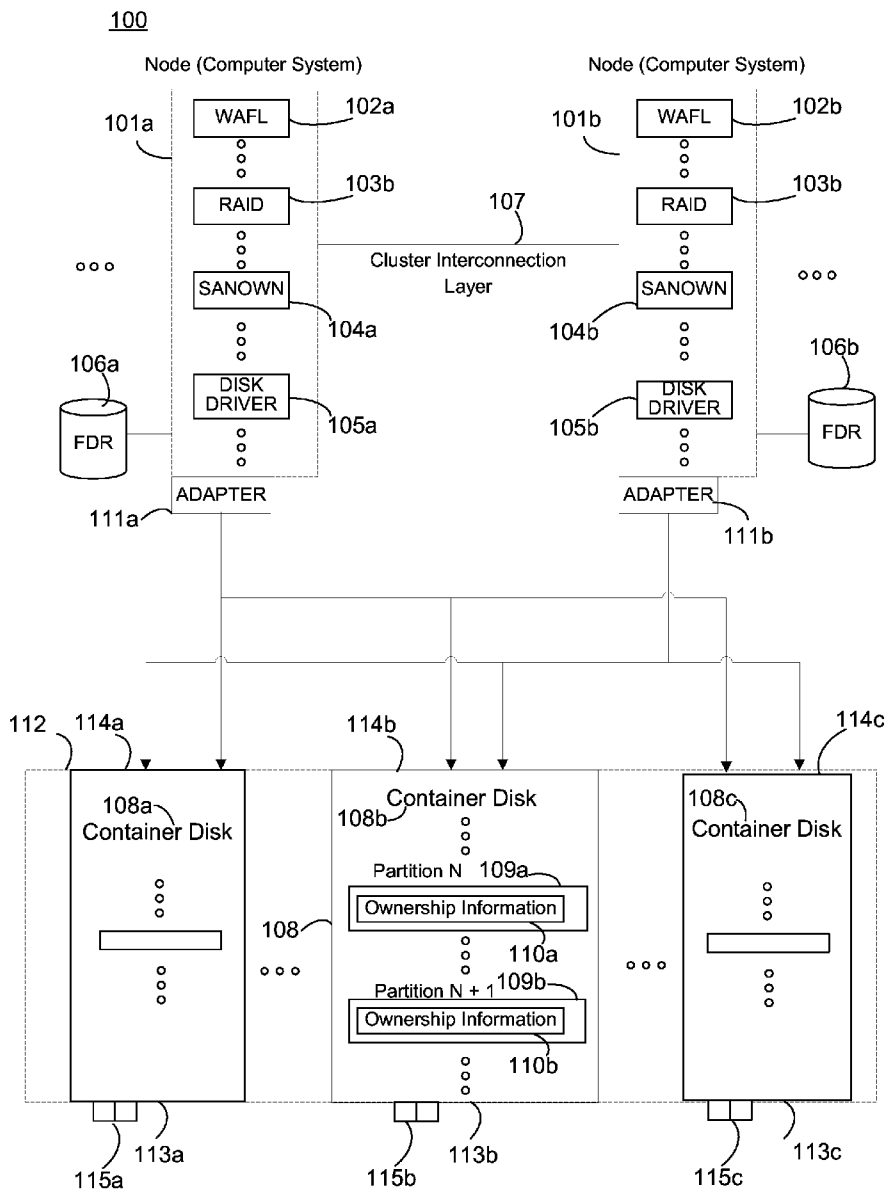 100
Node (Computer System)
Node (Computer System)
WAFL
102a
WAFL
102b
101a
101b
RAID
103b
RAID
103b
107
Cluster Interconnection
Layer
SANOWN
104a
SANOWN
104b
106a
FDR
DISK
DRIVER
105a
DISK
DRIVER
105b
106b
FDR
ADAPTER
111a
ADAPTER
111b
112
114a
114b
114c
108a
Container Disk
Container Disk
108b
108c
Container Disk
Partition N
109a
Ownership Information
108
110a
Partition N + 1
109b
Ownership Information
110b
115a
113a
115b
113b
115c
113c